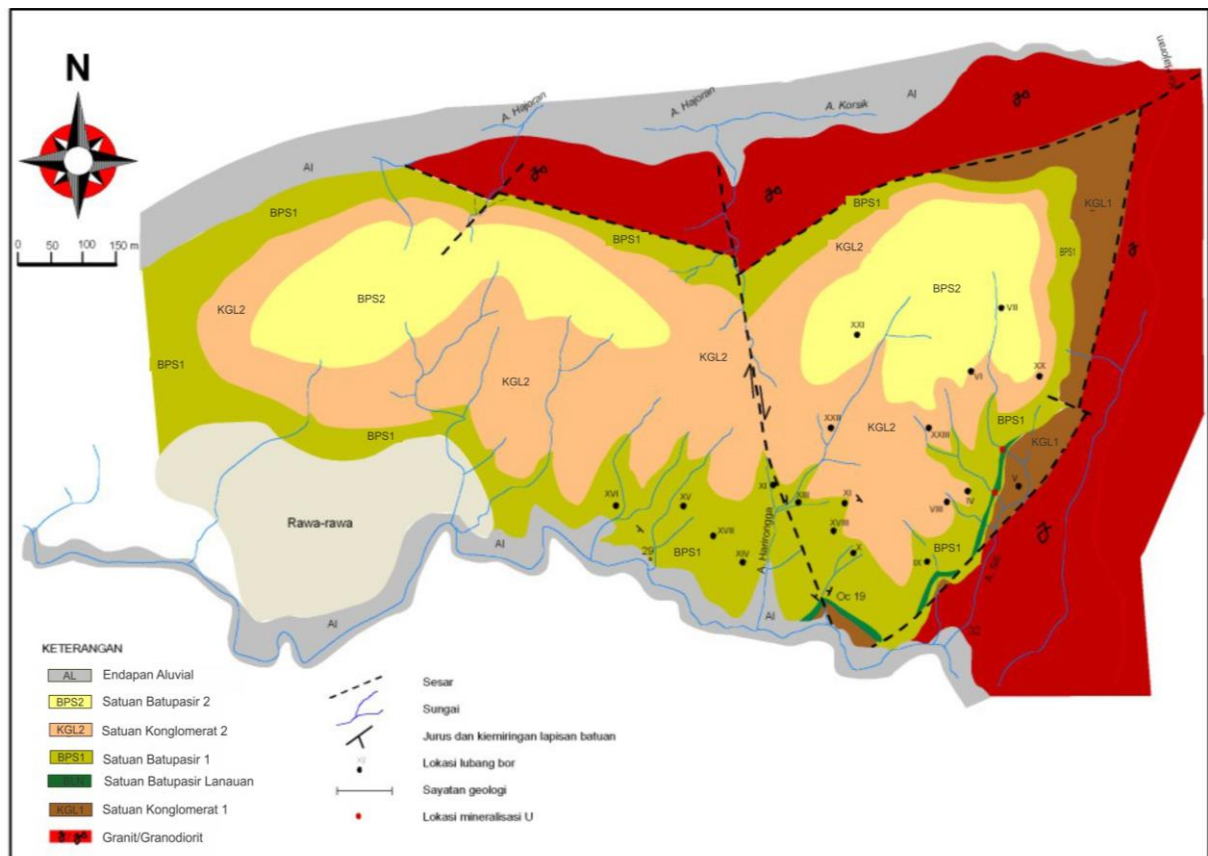 N
0 50 100 150 m
A. Hajoran
A. Hajoran
A. Korsik
Al
Al
BPS1
BPS1
BPS1
KGL1
KGL2
BPS1
KGL2
BPS2
BPS2
VII
XXI
BPS1
KGL2
KGL2
VI
XX
XXII
KGL2
XXIII
BPS1
KGL1
BPS1
Rawa-rawa
XVI
XV
XI
XIII
XI
VIII
IV
V
XVII
XVIII
29
BPS1
XIV
A. Harirongga
X
IX
BPS1
Al
Oc 19
Al
Al
KETERANGAN
AL Endapan Aluvial
BPS2 Satuan Batupasir 2
KGL2 Satuan Konglomerat 2
BPS1 Satuan Batupasir 1
Satuan Batupasir Lanauan
KGL1 Satuan Konglomerat 1
Granit/Granodiorit
Sesar
Sungai
Jurus dan kiemiringan lapisan batuan
Lokasi lubang bor
Sayatan geologi
Lokasi mineralisasi U